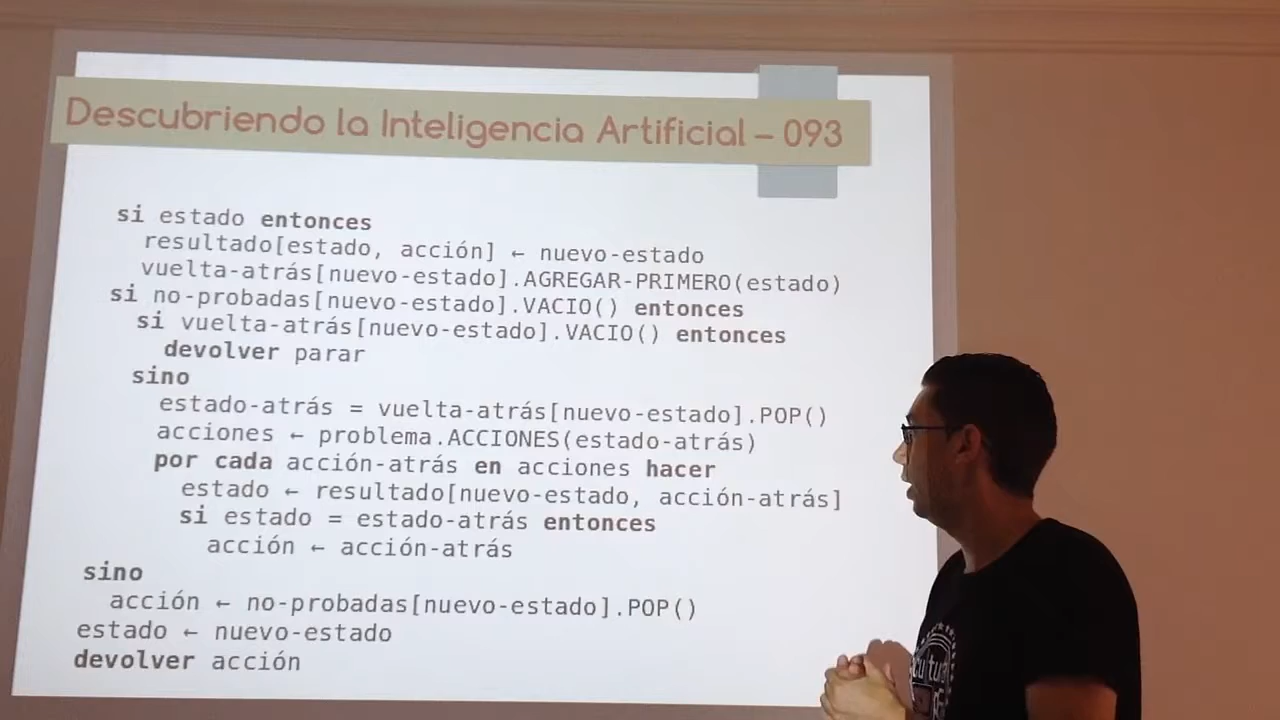 Descubriendo la Inteligencia Artificial – 093
si estado entonces
resultado[estado, acción] ← nuevo-estado
vuelta-atrás[nuevo-estado].AGREGAR-PRIMERO(estado)
si no-probadas[nuevo-estado].VACIO() entonces
si vuelta-atrás[nuevo-estado].VACIO() entonces
devolver parar
sino
estado-atrás = vuelta-atrás[nuevo-estado].POP()
acciones ← problema.ACCIONES(estado-atrás)
por cada acción-atrás en acciones hacer
estado ← resultado[nuevo-estado, acción-atrás]
si estado = estado-atrás entonces
acción ← acción-atrás
sino
acción ← no-probadas[nuevo-estado].POP()
estado ← nuevo-estado
devolver acción